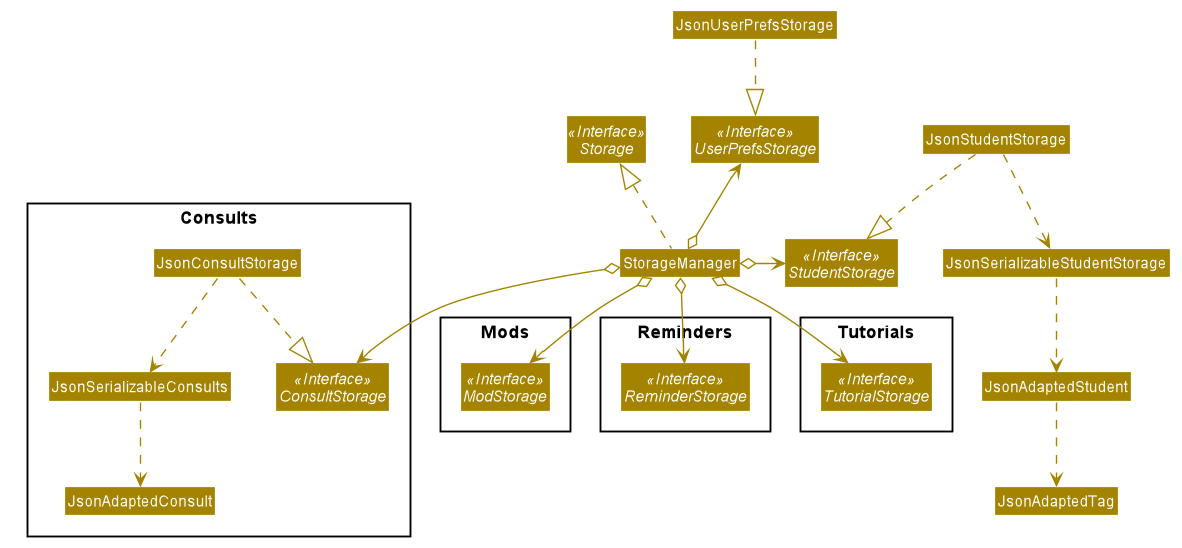 JsonUserPrefsStorage
«Interface»
Storage
«Interface»
UserPrefsStorage
JsonStudentStorage
Consults
JsonConsultStorage
StorageManager
«Interface»
StudentStorage
JsonSerializableStudentStorage
Mods
Reminders
Tutorials
JsonSerializableConsults
«Interface»
ConsultStorage
«Interface»
ModStorage
«Interface»
ReminderStorage
«Interface»
TutorialStorage
JsonAdaptedStudent
JsonAdaptedConsult
JsonAdaptedTag